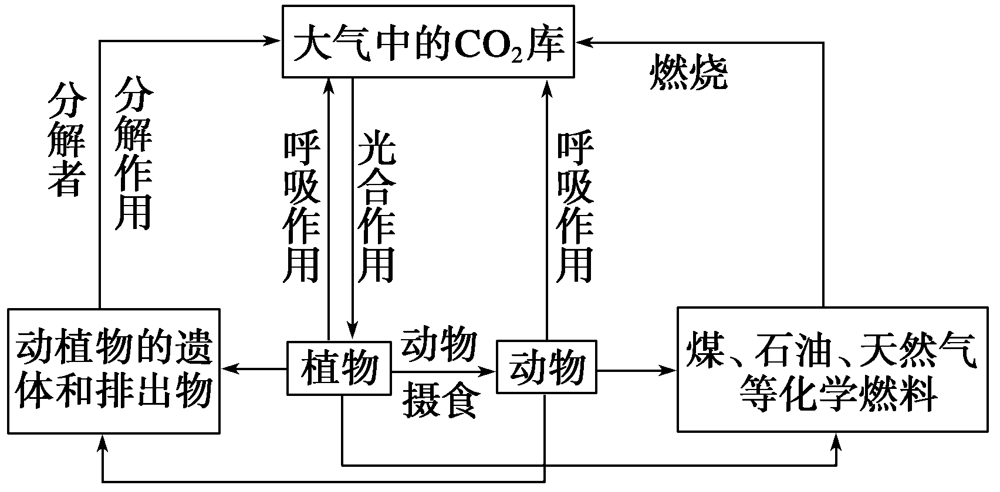 大气中的CO₂库
燃烧
分解者
分解作用
呼吸作用
光合作用
呼吸作用
动植物的遗
体和排出物
植物
动物
摄食
动物
煤、石油、天然气
等化学燃料